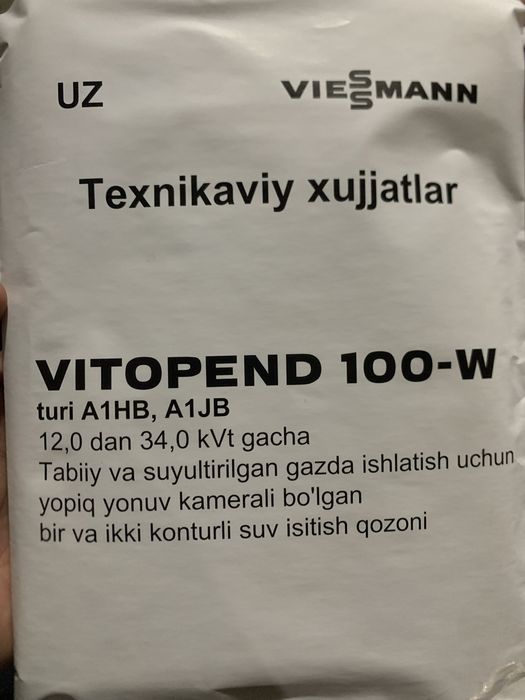 UZ
VIESSMANN
Texnikaviy xujjatlar
VITOPEND 100-W
turi A1HB, A1JB
12,0 dan 34,0 kVt gacha
Tabiiy va suyultirilgan gazda ishlatish uchun
yopiq yonuv kamerali bo'lgan
bir va ikki konturli suv isitish qozoni